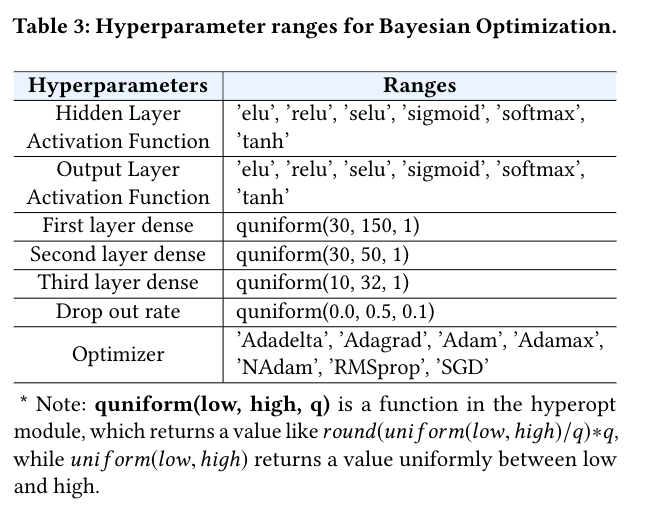 Table 3: Hyperparameter ranges for Bayesian Optimization.
Hyperparameters Ranges
Hidden Layer
Activation Function
'elu', 'relu', 'selu', 'sigmoid', 'softmax',
'tanh'
Output Layer
Activation Function
'elu', 'relu', 'selu', 'sigmoid', 'softmax',
'tanh'
First layer dense quniform(30, 150, 1)
Second layer dense quniform(30, 50, 1)
Third layer dense quniform(10, 32, 1)
Drop out rate quniform(0.0, 0.5, 0.1)
Optimizer
'Adadelta', 'Adagrad', 'Adam', 'Adamax',
'NAdam', 'RMSprop', 'SGD'
* Note: quniform(low, high, q) is a function in the hyperopt
module, which returns a value like round(uniform(low, high)/q)*q,
while uniform(low, high) returns a value uniformly between low
and high.